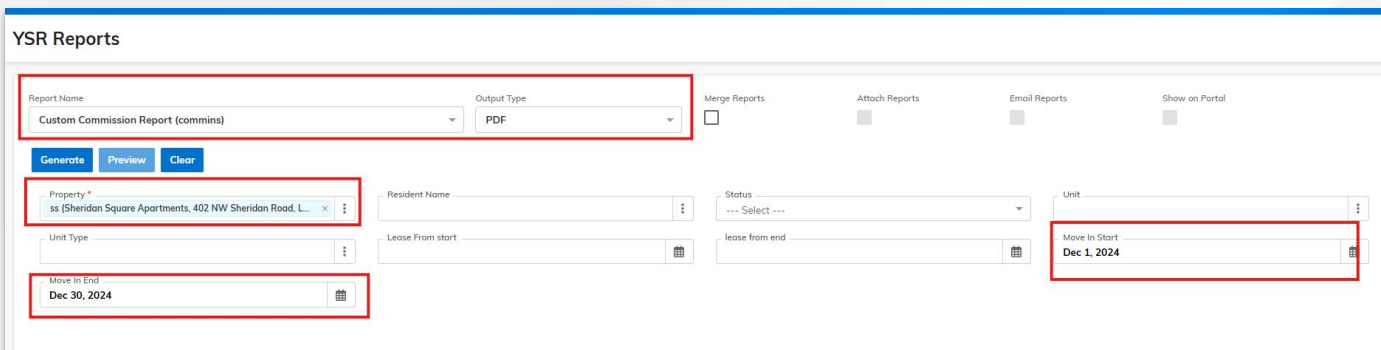 YSR Reports
Report Name Output Type Merge Reports Attach Reports Email Reports Show on Portal
Custom Commission Report (commins) PDF
Generate Preview Clear
Property * Resident Name Status Unit
ss (Sheridan Square Apartments, 402 NW Sheridan Road, L... × --- Select ---
Unit Type Lease From start lease from end Move In Start
Dec 1, 2024
Move In End
Dec 30, 2024